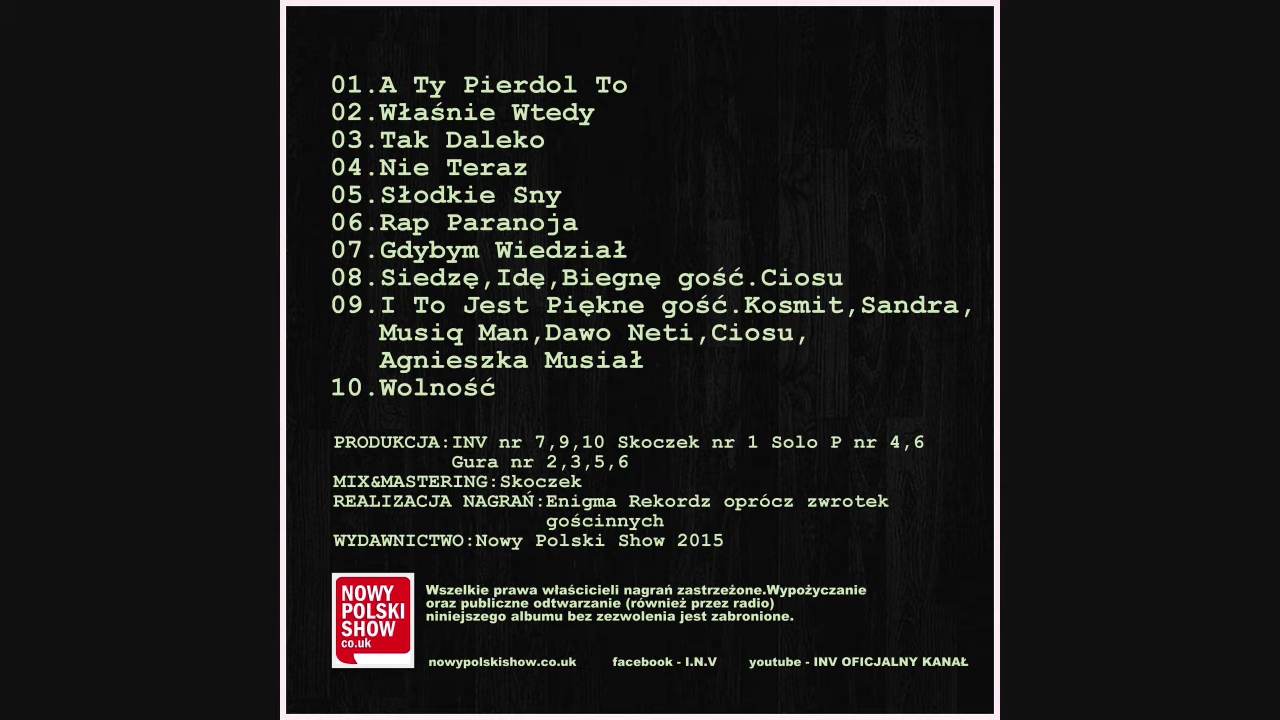 01.A Ty Pierdol To
02.Właśnie Wtedy
03.Tak Daleko
04.Nie Teraz
05.Słodkie Sny
06.Rap Paranoja
07.Gdybym Wiedział
08.Siedzę,Idę,Biegnę gość.Ciosu
09.I To Jest Piękne gość.Kosmit,Sandra,
Musiq Man,Dawo Neti,Ciosu,
Agnieszka Musiał
10.Wolność
PRODUKCJA:INV nr 7,9,10 Skoczek nr 1 Solo P nr 4,6
Gura nr 2,3,5,6
MIX&MASTERING:Skoczek
REALIZACJA NAGRAŃ:Enigma Rekordz oprócz zwrotek
gościnnych
WYDAWNICTWO:Nowy Polski Show 2015
NOWY
POLSKI
SHOW
co.uk
Wszelkie prawa właścicieli nagrań zastrzeżone.Wypożyczanie
oraz publiczne odtwarzanie (również przez radio)
niniejszego albumu bez zezwolenia jest zabronione.
nowypolskishow.co.uk facebook - I.N.V youtube - INV OFICJALNY KANAŁ